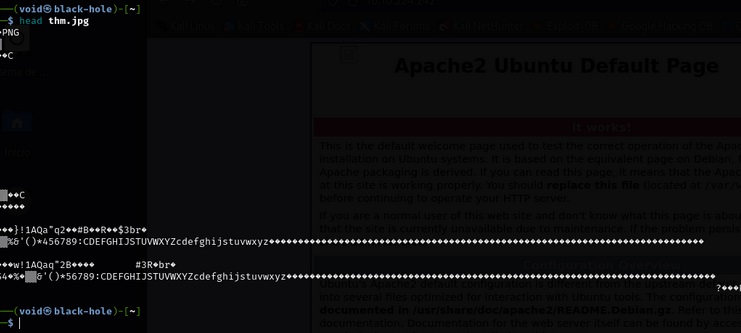 ──(void㉿black-hole)-[~]
─$ head thm.jpg
�PNG
��C
��C
�����
���}!1AQa"q2���#B��R��$3br�
%&'()*456789:CDEFGHIJSTUVWXYZcdefghijstuvwxyz
���w!1AQaq"2B���� #3R�br�
&'()*56789:CDEFGHIJSTUVWXYZcdefghijstuvwxyz
──(void㉿black-hole)-[~]
─$
Apache2 Ubuntu Default Page
It works!
This is the default welcome page used to test the correct operation of the Apac
installation on Ubuntu systems. It is based on the equivalent page on Debian,
Apache packaging is derived. If you can read this page, it means that the Apac
at this site is working properly. You should replace this file (located at /var/
before continuing to operate your HTTP server.
If you are a normal user of this web site and don't know what this page is abou
that the site is currently unavailable due to maintenance. If the problem persis
Ubuntu's Apache2 default configuration is different from the upstream de
into several files optimized for interaction with Ubuntu tools. The configura
documented in /usr/share/doc/apache2/README.Debian.gz. Refer to th
documentation. Documentation for the web server itself can be found by acce